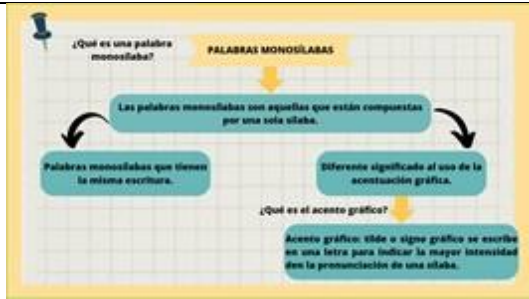 ¿Qué es una palabra
monosílaba?
PALABRAS MONOSÍLABAS
Las palabras monosílabas son aquellas que están compuestas
por una sola sílaba.
Palabras monosílabas que tienen
la misma escritura.
Diferente significado al uso de la
acentuación gráfica.
¿Qué es el acento gráfico?
Acento gráfico: tilde o signo gráfico se escribe
en una letra para indicar la mayor intensidad
den la pronunciación de una sílaba.